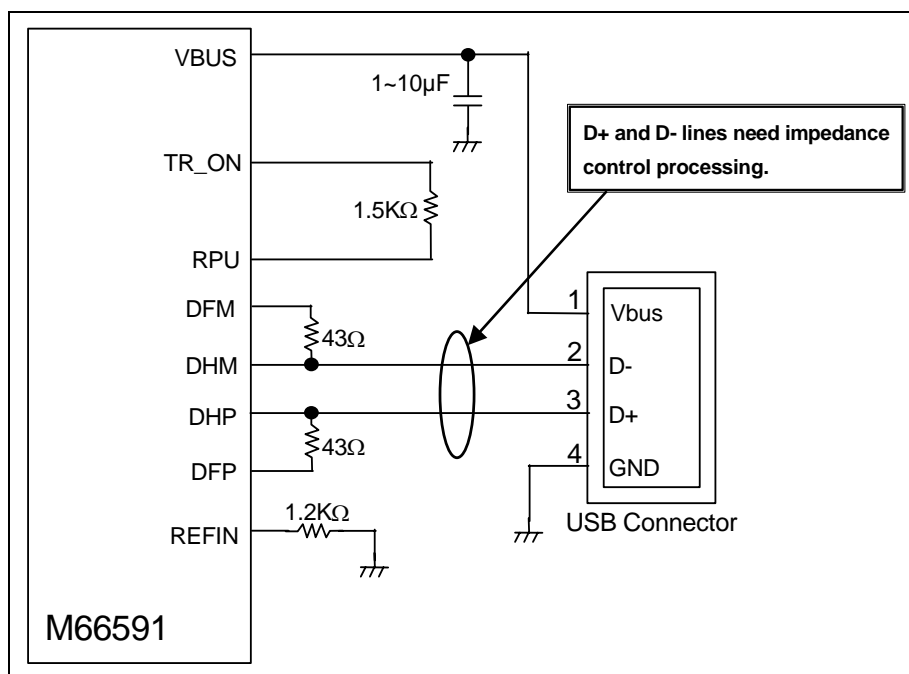 VBUS
1~10µF
D+ and D- lines need impedance
control processing.
TR_ON
1.5KΩ
RPU
DFM
43Ω
DHM
DHP
43Ω
DFP
1.2KΩ
REFIN
1
Vbus
2
D-
3
D+
4
GND
USB Connector
M66591